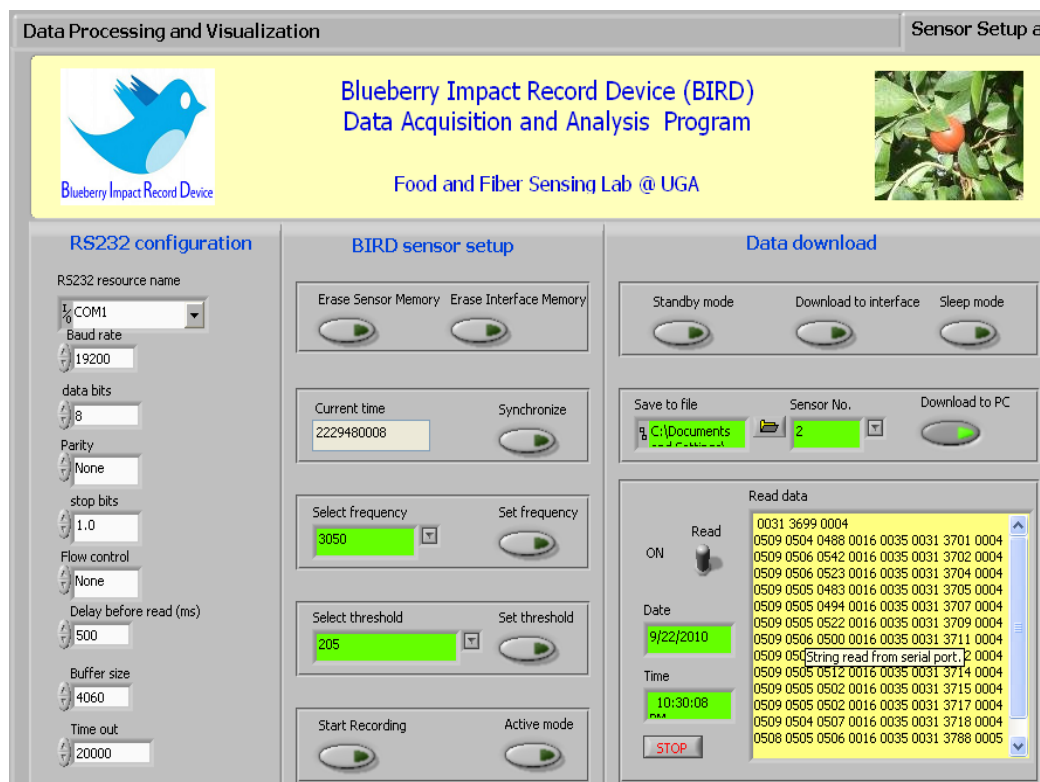 Data Processing and Visualization
Sensor Setup a
Blueberry Impact Record Device
Blueberry Impact Record Device (BIRD)
Data Acquisition and Analysis Program
Food and Fiber Sensing Lab @ UGA
RS232 configuration
RS232 resource name
COM1
Baud rate
19200
data bits
8
Parity
None
stop bits
1.0
Flow control
None
Delay before read (ms)
500
Buffer size
4060
Time out
20000
BIRD sensor setup
Erase Sensor Memory Erase Interface Memory
Current time
Synchronize
2229480008
Select frequency
Set frequency
3050
Select threshold
Set threshold
205
Start Recording
Active mode
Data download
Standby mode
Download to interface
Sleep mode
Save to file
Sensor No.
Download to PC
C:\Documents
and Settings\
2
Read data
Read
ON
Date
9/22/2010
Time
10:30:08
PM
STOP
0031 3699 0004
0509 0504 0488 0016 0035 0031 3701 0004
0509 0506 0542 0016 0035 0031 3702 0004
0509 0506 0523 0016 0035 0031 3704 0004
0509 0505 0483 0016 0035 0031 3705 0004
0509 0505 0494 0016 0035 0031 3707 0004
0509 0505 0522 0016 0035 0031 3709 0004
0509 0506 0500 0016 0035 0031 3711 0004
0509 050
String read from serial port.
2 0004
0509 0505 0512 0016 0035 0031 3714 0004
0509 0505 0502 0016 0035 0031 3715 0004
0509 0505 0502 0016 0035 0031 3717 0004
0509 0504 0507 0016 0035 0031 3718 0004
0508 0505 0506 0016 0035 0031 3788 0005